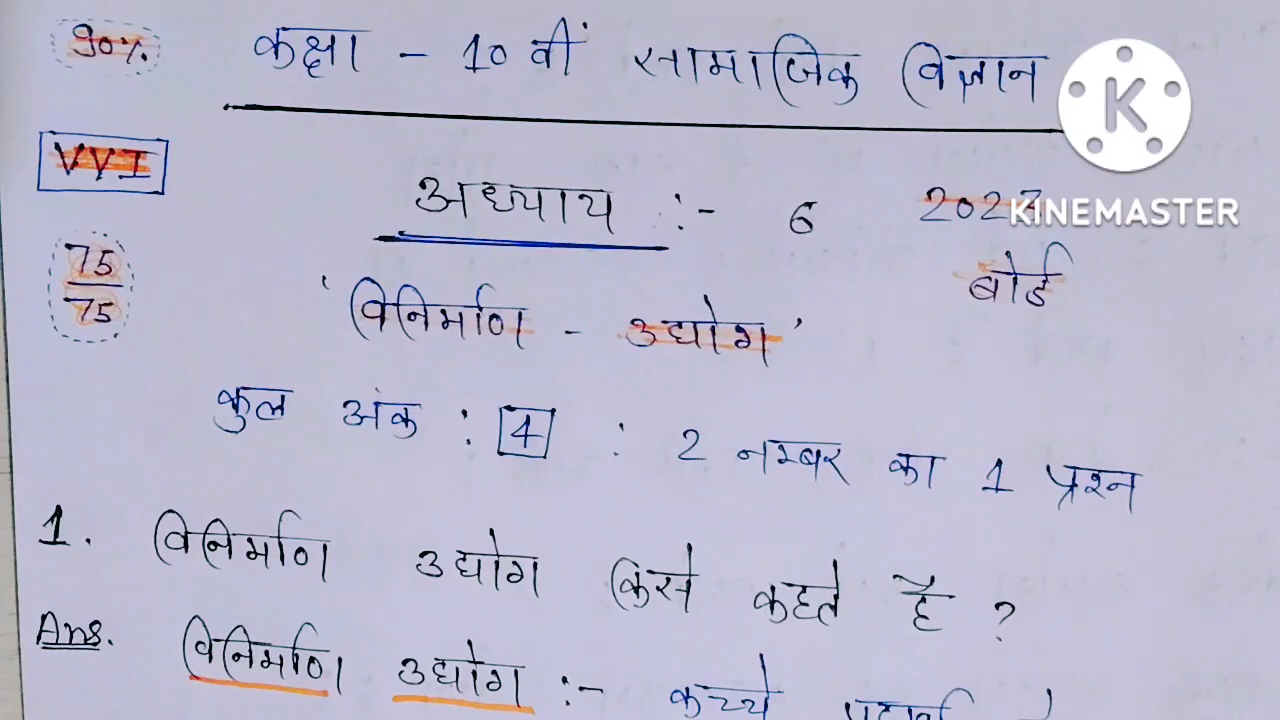 90%. कक्षा - 10 वीं सामाजिक विज्ञान
K
VVI
अध्याय :- 6
KINEMASTER
75
75
बोर्ड
'विनिर्माण - उद्योग'
कुल अंक : 4 : 2 नम्बर का 1 प्रश्न
1. विनिर्माण उद्योग किसे कहते है ?
Ans. विनिर्माण उद्योग :- कच्चे